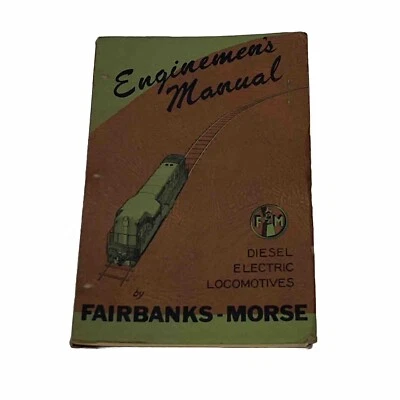 Enginemen's
Manual
F-M
DIESEL
ELECTRIC
LOCOMOTIVES
by
FAIRBANKS-MORSE